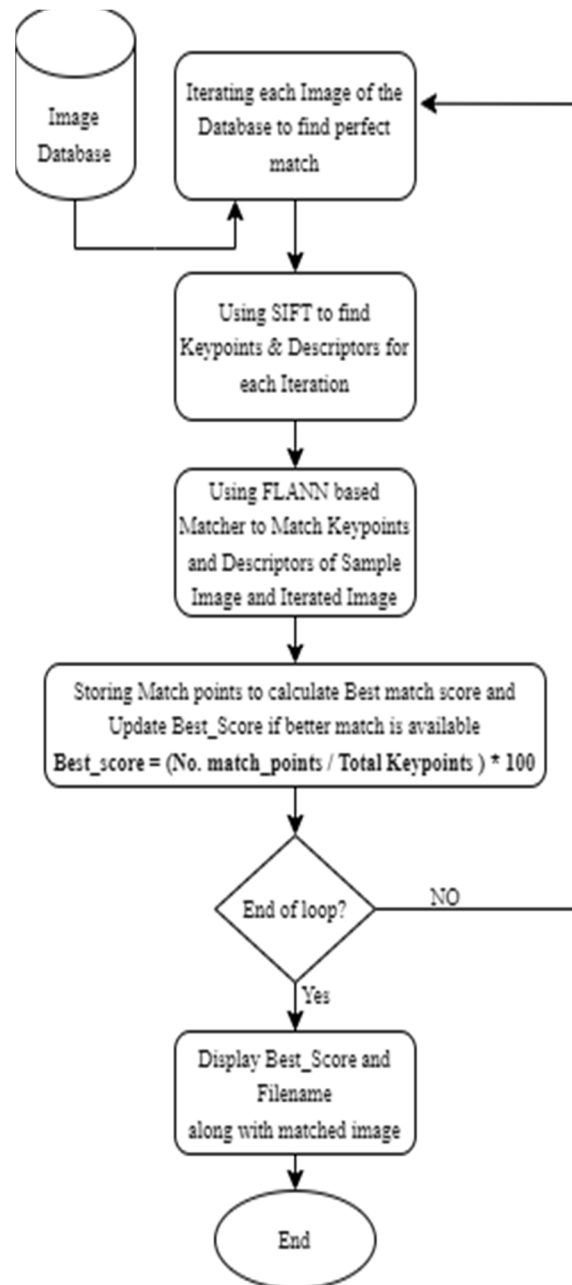 Image
Database
Iterating each Image of the
Database to find perfect
match
Using SIFT to find
Keypoints & Descriptors for
each Iteration
Using FLANN based
Matcher to Match Keypoints
and Descriptors of Sample
Image and Iterated Image
Storing Match points to calculate Best match score and
Update Best_Score if better match is available
Best_score = (No. match_points / Total Keypoints ) * 100
End of loop?
NO
Yes
Display Best_Score and
Filename
along with matched image
End